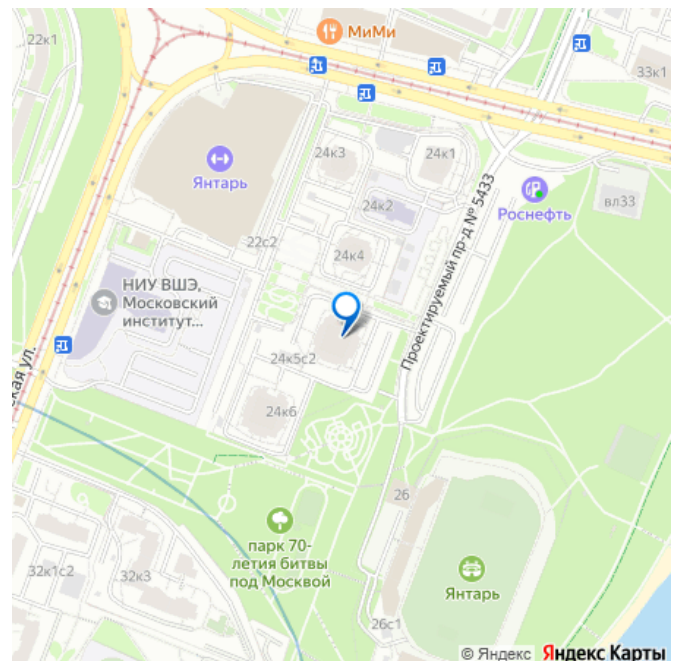 22к1
МиМи
33к1
24к3
24к1
Янтарь
24к2
Роснефть
вл33
22с2
24к4
Проектируемый пр-д № 5433
НИУ ВШЭ,
Московский
институт...
ская ул.
24к5с2
24к6
26
парк 70-
летия битвы
под Москвой
32к1с2
32к3
Янтарь
26с1
© Яндекс Яндекс Карты